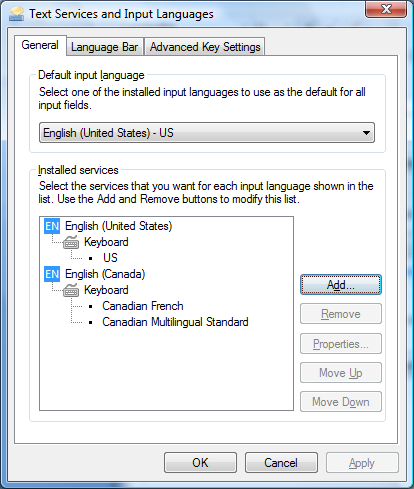 Text Services and Input Languages
General
Language Bar
Advanced Key Settings
Default input language
Select one of the installed input languages to use as the default for all
input fields.
English (United States) - US
Installed services
Select the services that you want for each input language shown in the
list. Use the Add and Remove buttons to modify this list.
EN English (United States)
Keyboard
• US
EN English (Canada)
Keyboard
• Canadian French
• Canadian Multilingual Standard
Add...
Remove
Properties...
Move Up
Move Down
OK
Cancel
Apply